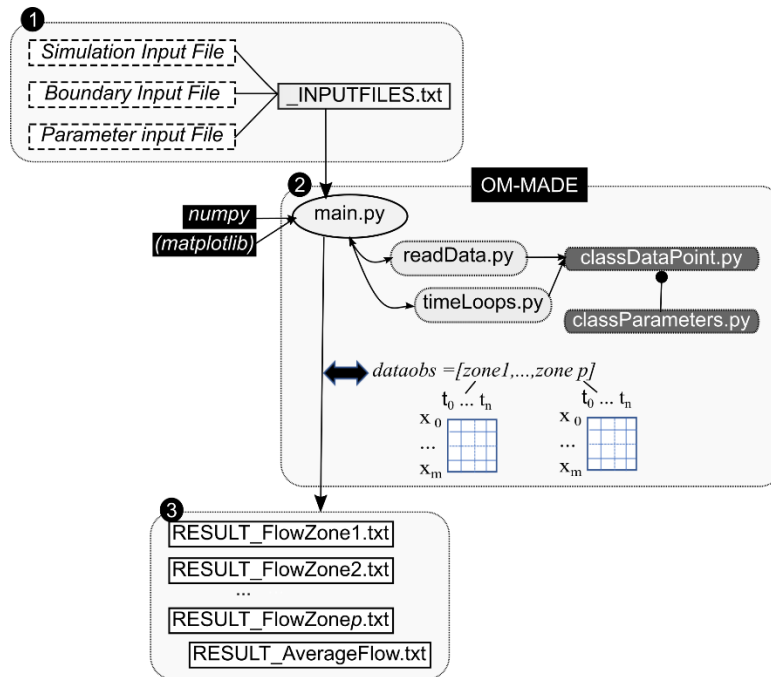 1
Simulation Input File
Boundary Input File
_INPUTFILES.txt
Parameter input File
2
OM-MADE
numpy
main.py
(matplotlib)
readData.py
classDataPoint.py
timeLoops.py
classParameters.py
dataobs =[zone1,...,zone p]
t0 ... tn
t0 ... tn
x 0
x 0
...
...
xm
xm
3
RESULT_FlowZone1.txt
RESULT_FlowZone2.txt
...
RESULT_FlowZonep.txt
RESULT_AverageFlow.txt